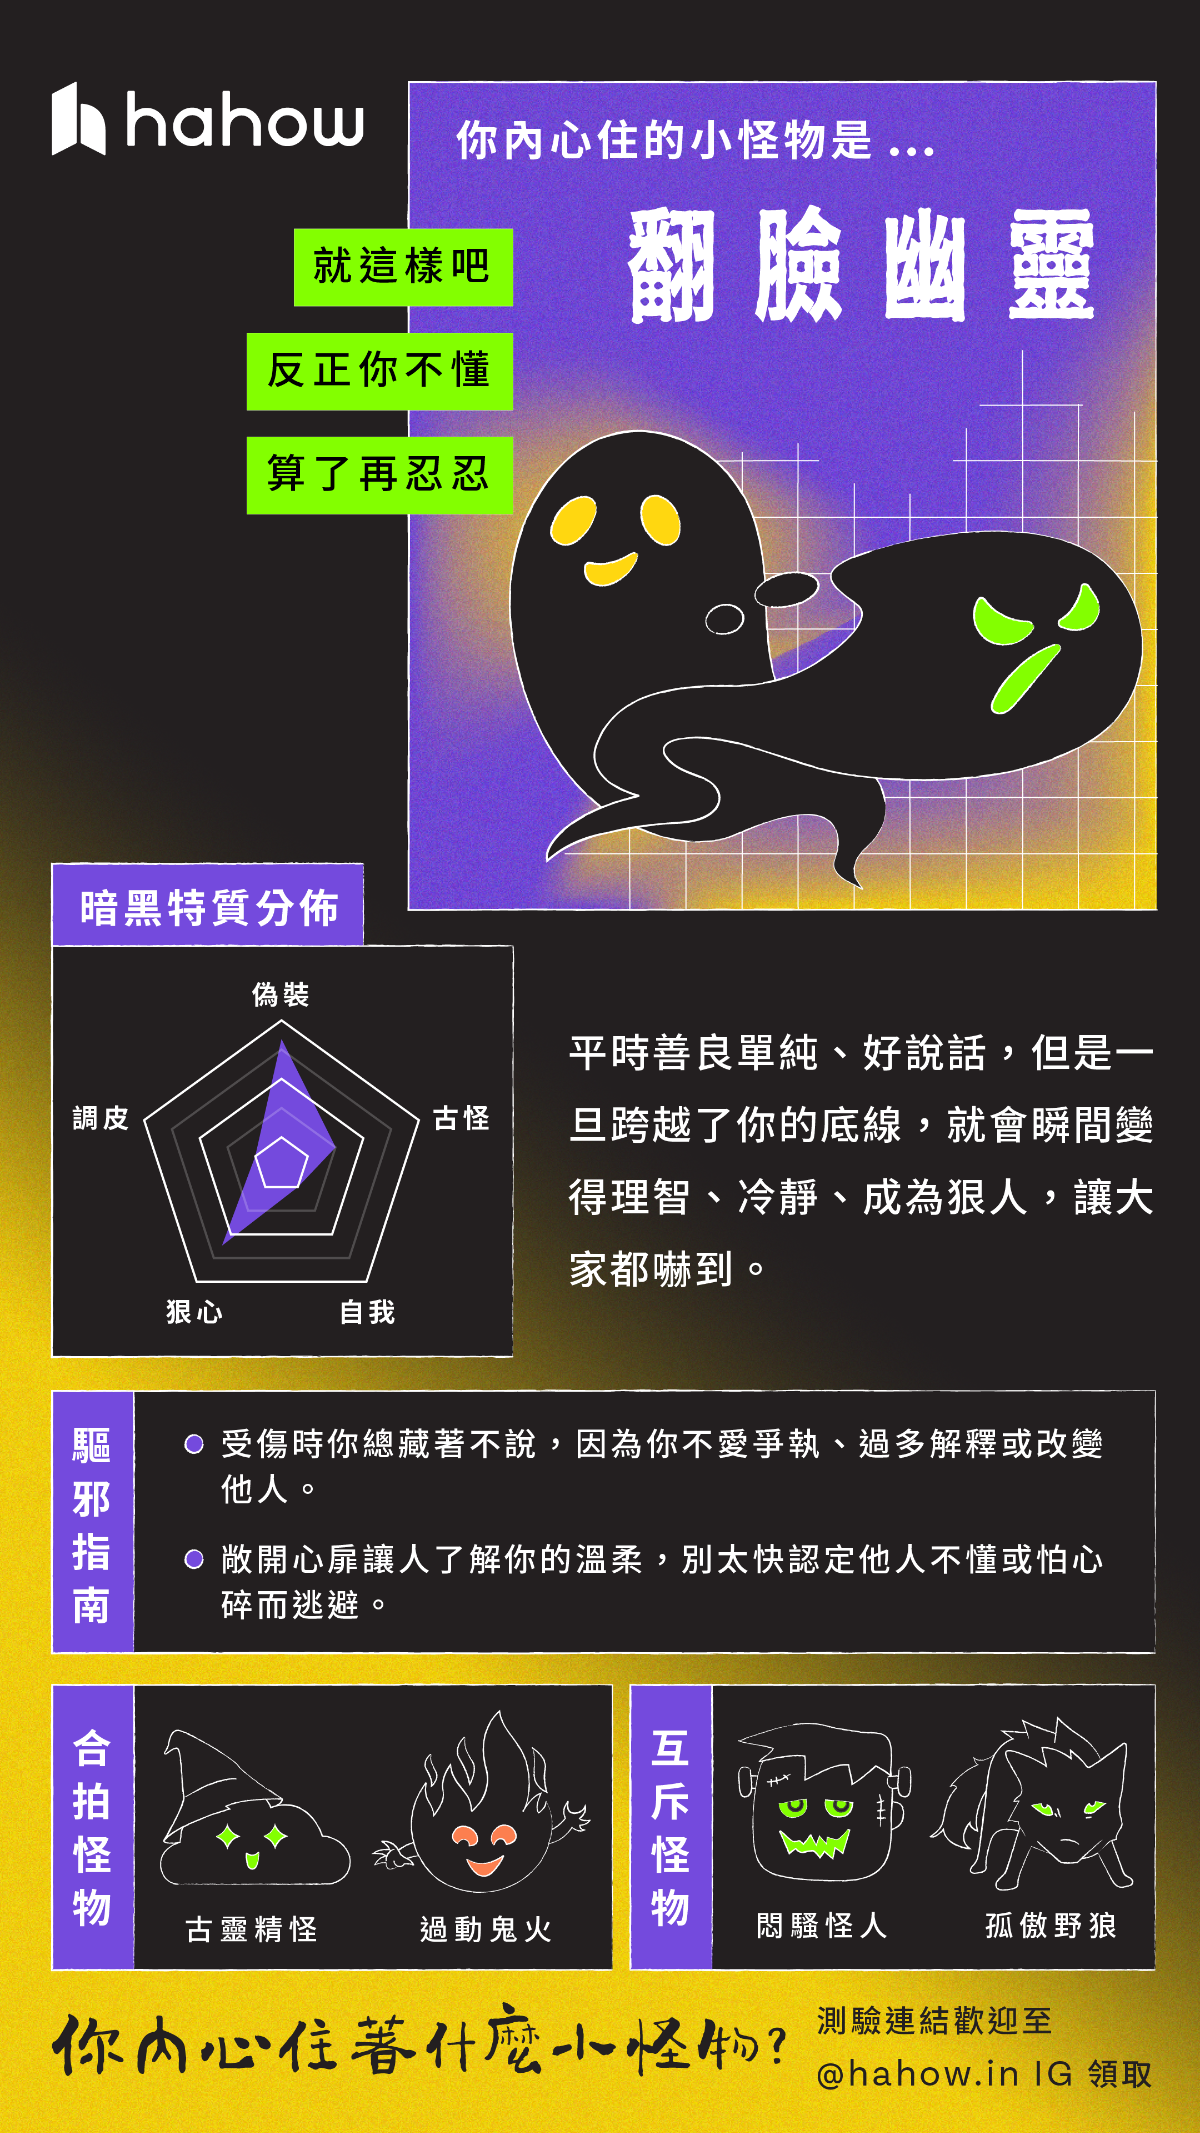 hahow
你內心住的小怪物是 ...
翻臉幽靈
就這樣吧
反正你不懂
算了再忍忍
暗黑特質分佈
偽裝
調皮
古怪
狠心
自我
平時善良單純、好說話，但是一
旦跨越了你的底線，就會瞬間變
得理智、冷靜、成為狠人，讓大
家都嚇到。
驅邪指南
受傷時你總藏著不說，因為你不愛爭執、過多解釋或改變
他人。
敞開心扉讓人了解你的溫柔，別太快認定他人不懂或怕心
碎而逃避。
合拍怪物
古靈精怪
過動鬼火
互斥怪物
悶騷怪人
孤傲野狼
你內心住著什麼小怪物?
測驗連結歡迎至
@hahow.in IG 領取